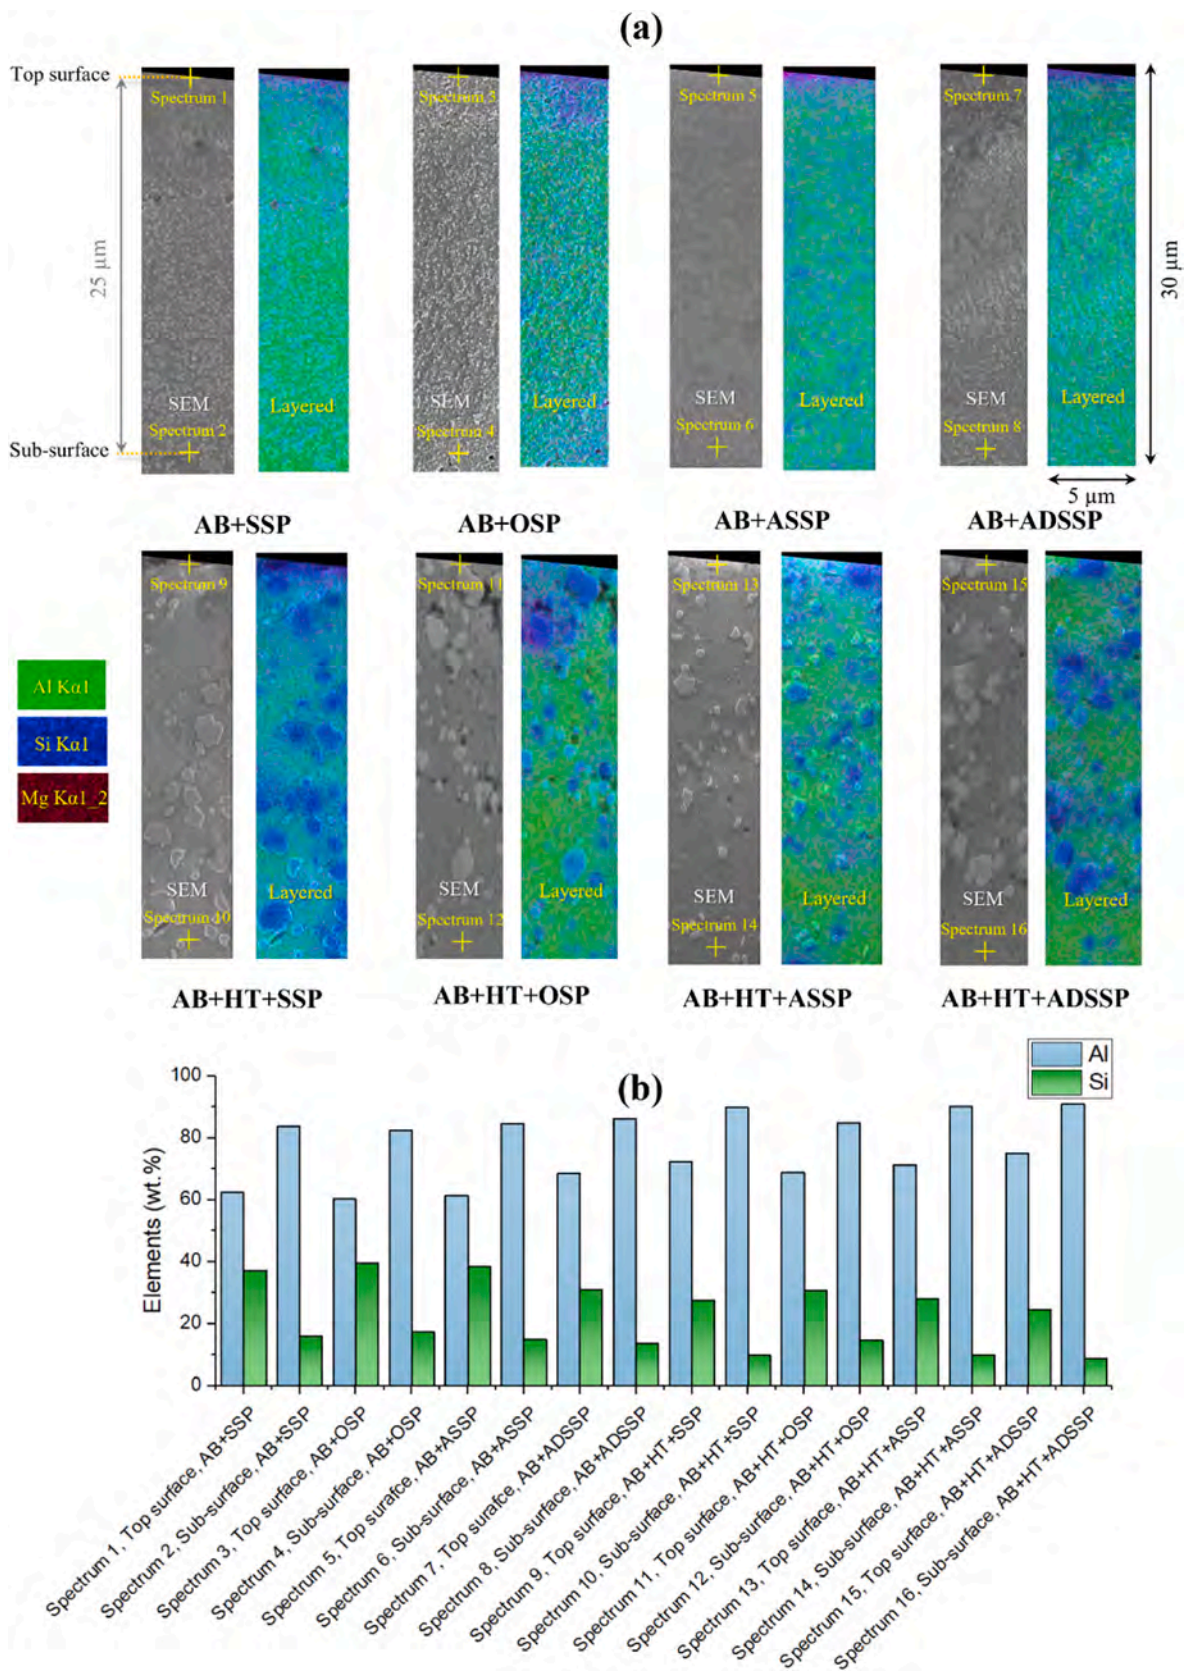 (a)
Top surface
Spectrum 1
Spectrum 3
Spectrum 5
Spectrum 7
25 μm
30 μm
SEM
Layered
SEM
Layered
SEM
Layered
SEM
Layered
Spectrum 2
Spectrum 4
Spectrum 6
Spectrum 8
Sub-surface
5 μm
AB+SSP
AB+OSP
AB+ASSP
AB+ADSSP
Spectrum 9
Spectrum 11
Spectrum 13
Spectrum 15
Al Kα1
Si Kα1
Mg Kα1_2
SEM
Layered
SEM
Layered
SEM
Layered
SEM
Layered
Spectrum 10
Spectrum 12
Spectrum 14
Spectrum 16
AB+HT+SSP
AB+HT+OSP
AB+HT+ASSP
AB+HT+ADSSP
(b)
Al
Si
100
80
60
40
20
0
Elements (wt.%)
Spectrum 1, Top surface, AB+SSP
Spectrum 2, Sub-surface, AB+SSP
Spectrum 3, Top surface, AB+OSP
Spectrum 4, Sub-surface, AB+OSP
Spectrum 5, Top surafce, AB+ASSP
Spectrum 6, Sub-surface, AB+ASSP
Spectrum 7, Top surafce, AB+ADSSP
Spectrum 8, Sub-surface, AB+ADSSP
Spectrum 9, Top surface, AB+HT+SSP
Spectrum 10, Sub-surface, AB+HT+SSP
Spectrum 11, Top surface, AB+HT+OSP
Spectrum 12, Sub-surface, AB+HT+OSP
Spectrum 13, Top surface, AB+HT+ASSP
Spectrum 14, Sub-surface, AB+HT+ASSP
Spectrum 15, Top surface, AB+HT+ADSSP
Spectrum 16, Sub-surface, AB+HT+ADSSP